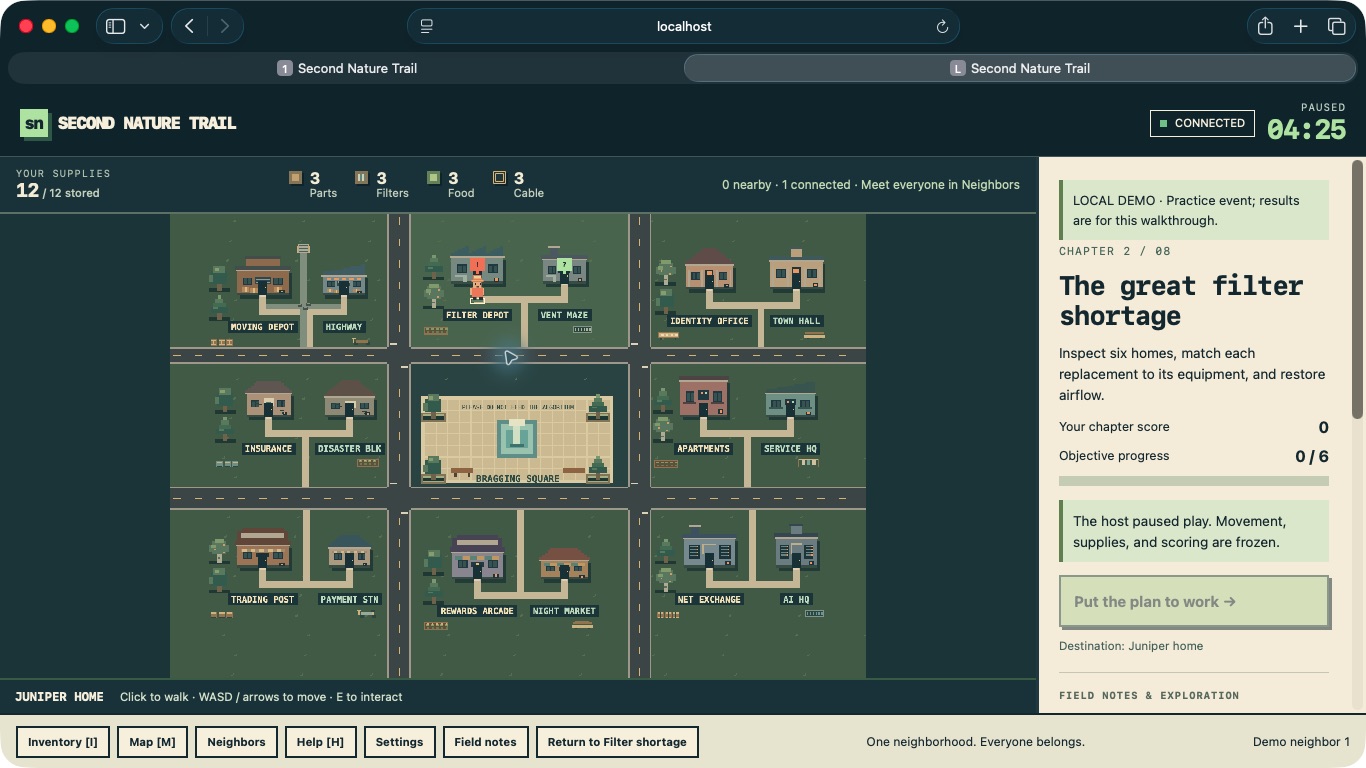 localhost
1 Second Nature Trail
L Second Nature Trail
sn SECOND NATURE TRAIL
CONNECTED
PAUSED
04:25
YOUR SUPPLIES
12 / 12 stored
3 Parts
3 Filters
3 Food
3 Cable
0 nearby · 1 connected · Meet everyone in Neighbors
!
?
MOVING DEPOT
HIGHWAY
FILTER DEPOT
VENT MAZE
IDENTITY OFFICE
TOWN HALL
INSURANCE
DISASTER BLK
BRAGGING SQUARE
APARTMENTS
SERVICE HQ
TRADING POST
PAYMENT STN
REWARDS ARCADE
NIGHT MARKET
NET EXCHANGE
AI HQ
JUNIPER HOME
Click to walk · WASD / arrows to move · E to interact
LOCAL DEMO · Practice event; results
are for this walkthrough.
CHAPTER 2 / 08
The great filter
shortage
Inspect six homes, match each
replacement to its equipment, and restore
airflow.
Your chapter score 0
Objective progress 0 / 6
The host paused play. Movement,
supplies, and scoring are frozen.
Put the plan to work →
Destination: Juniper home
FIELD NOTES & EXPLORATION
Inventory [I]
Map [M]
Neighbors
Help [H]
Settings
Field notes
Return to Filter shortage
One neighborhood. Everyone belongs.
Demo neighbor 1